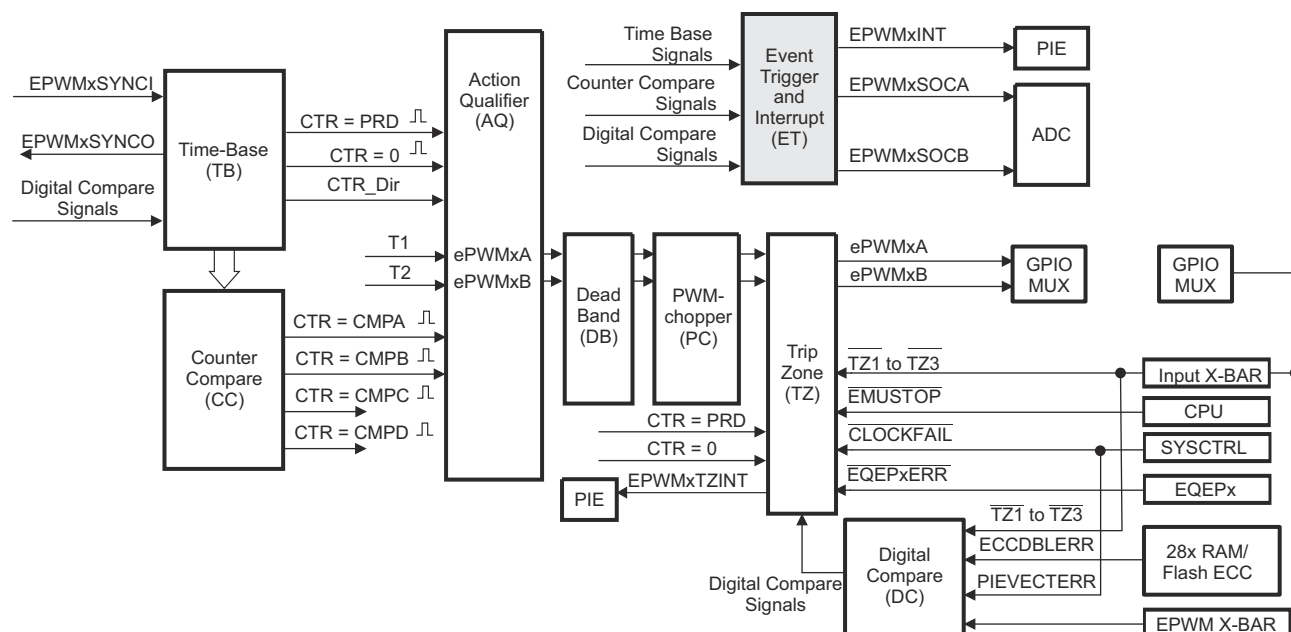 EPWMxSYNCI
EPWMxSYNCO
Digital Compare
Signals
Time-Base
(TB)
CTR = PRD
CTR = 0
CTR_Dir
Action
Qualifier
(AQ)
T1
T2
ePWMxA
ePWMxB
Counter
Compare
(CC)
CTR = CMPA
CTR = CMPB
CTR = CMPC
CTR = CMPD
Time Base
Signals
Counter Compare
Signals
Digital Compare
Signals
Event
Trigger
and
Interrupt
(ET)
EPWMxINT
EPWMxSOCA
EPWMxSOCB
PIE
ADC
Dead
Band
(DB)
PWM-
chopper
(PC)
Trip
Zone
(TZ)
ePWMxA
ePWMxB
GPIO
MUX
GPIO
MUX
TZ1 to TZ3
EMUSTOP
CLOCKFAIL
EQEPxERR
Input X-BAR
CPU
SYSCTRL
EQEPx
CTR = PRD
CTR = 0
EPWMxTZINT
PIE
Digital Compare
Signals
Digital
Compare
(DC)
TZ1 to TZ3
ECCDBLERR
PIEVECTERR
28x RAM/
Flash ECC
EPWM X-BAR